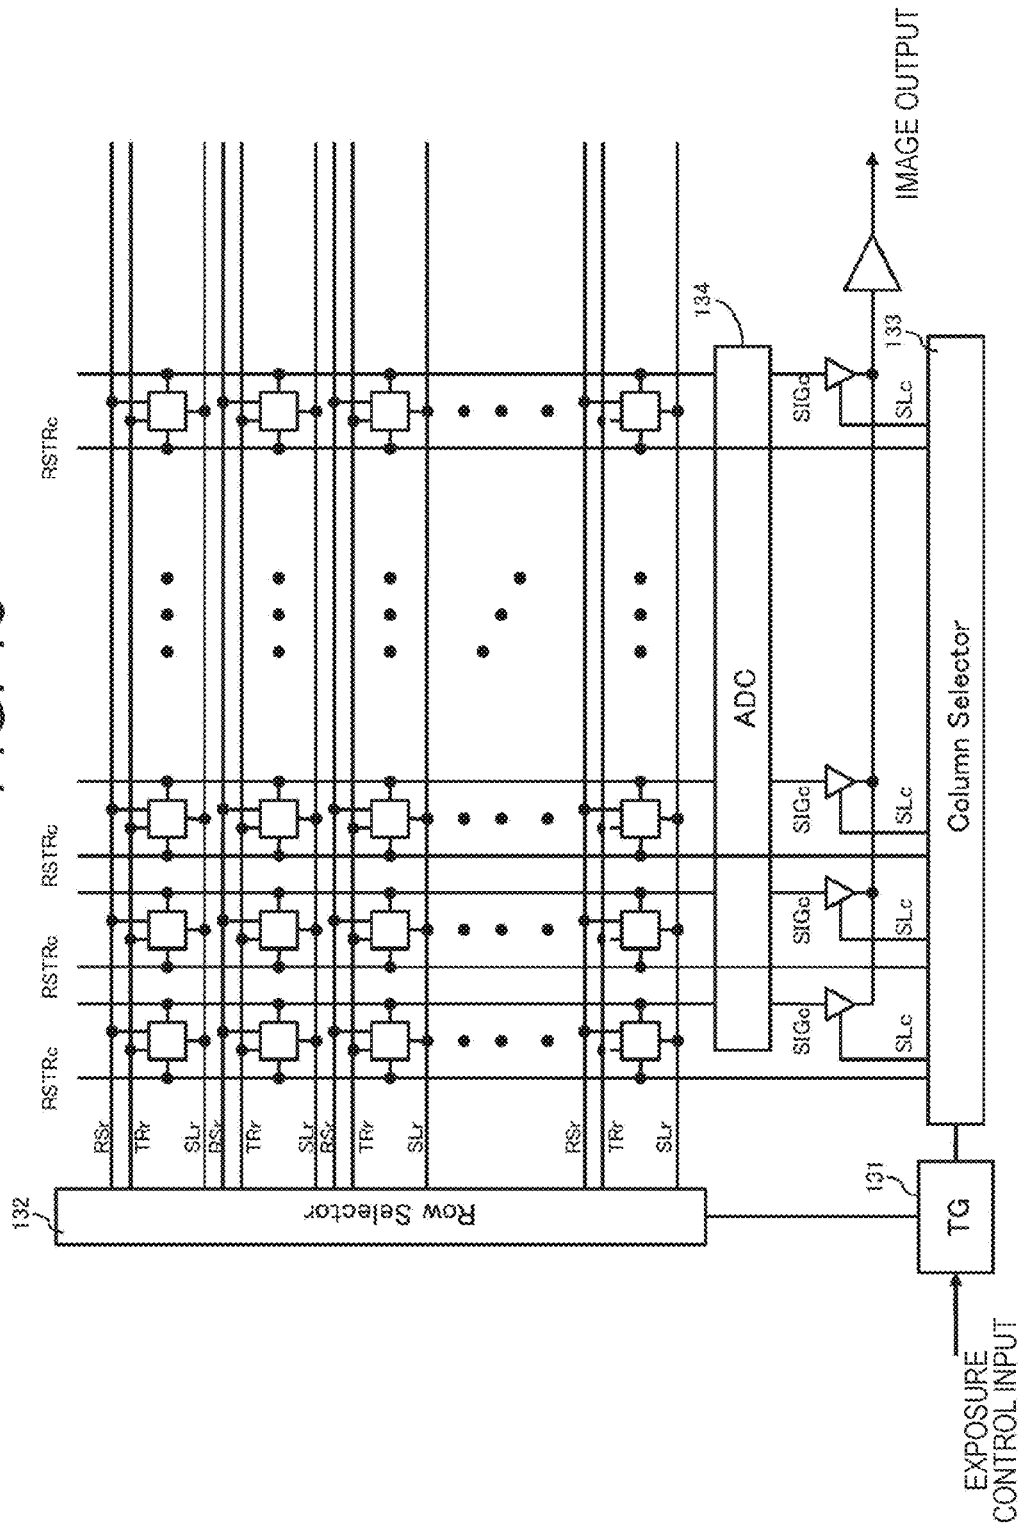 132
RSTRc
RSTRc
RSTRc
RSTRc
RSr
TRr
SLr
RSr
TRr
SLr
RSr
TRr
SLr
RSr
TRr
SLr
Row Selector
134
ADC
SIGc
SIGc
SIGc
SIGc
SLc
SLc
SLc
SLc
131
TG
133
Column Selector
EXPOSURE
CONTROL INPUT
IMAGE OUTPUT